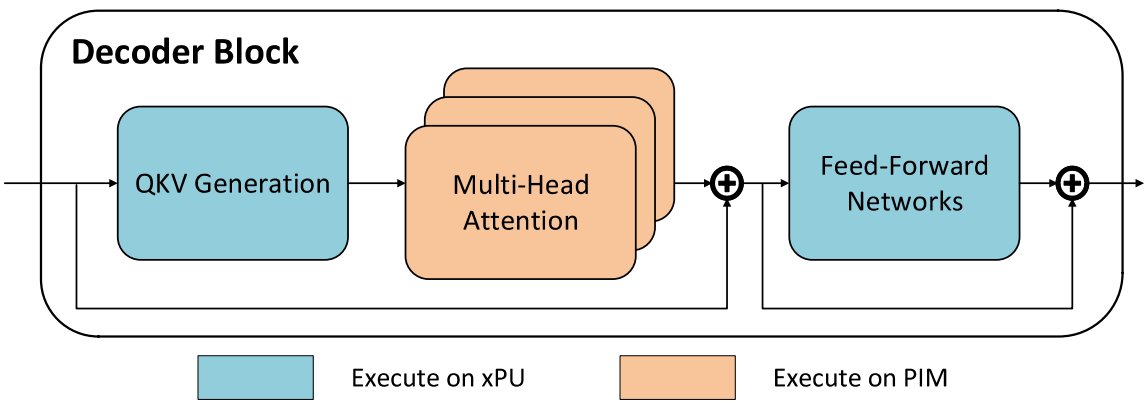 Decoder Block
QKV Generation
Multi-Head
Attention
Feed-Forward
Networks
Execute on xPU
Execute on PIM